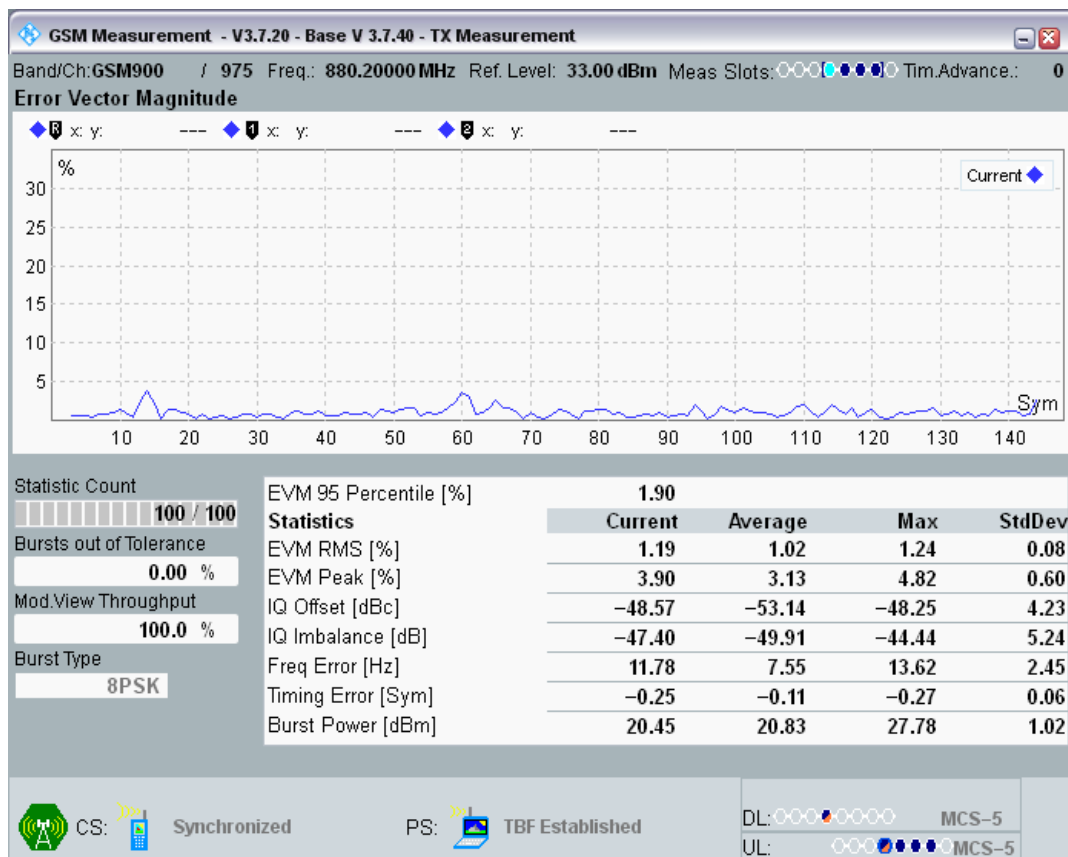 GSM Measurement - V3.7.20 - Base V 3.7.40 - TX Measurement
Band/Ch:GSM900 / 975 Freq.: 880.20000 MHz Ref. Level: 33.00 dBm Meas Slots: Tim.Advance.: 0
Error Vector Magnitude
R x: y: --- 1 x: y: --- 2 x: y: ---
%
Current
30
25
20
15
10
5
Sym
10 20 30 40 50 60 70 80 90 100 110 120 130 140
Statistic Count
100 / 100
Bursts out of Tolerance
0.00 %
Mod.View Throughput
100.0 %
Burst Type
8PSK
EVM 95 Percentile [%] 1.90
Statistics Current Average Max StdDev
EVM RMS [%] 1.19 1.02 1.24 0.08
EVM Peak [%] 3.90 3.13 4.82 0.60
IQ Offset [dBc] −48.57 −53.14 −48.25 4.23
IQ Imbalance [dB] −47.40 −49.91 −44.44 5.24
Freq Error [Hz] 11.78 7.55 13.62 2.45
Timing Error [Sym] −0.25 −0.11 −0.27 0.06
Burst Power [dBm] 20.45 20.83 27.78 1.02
CS: Synchronized PS: TBF Established
DL: MCS−5
UL: MCS−5